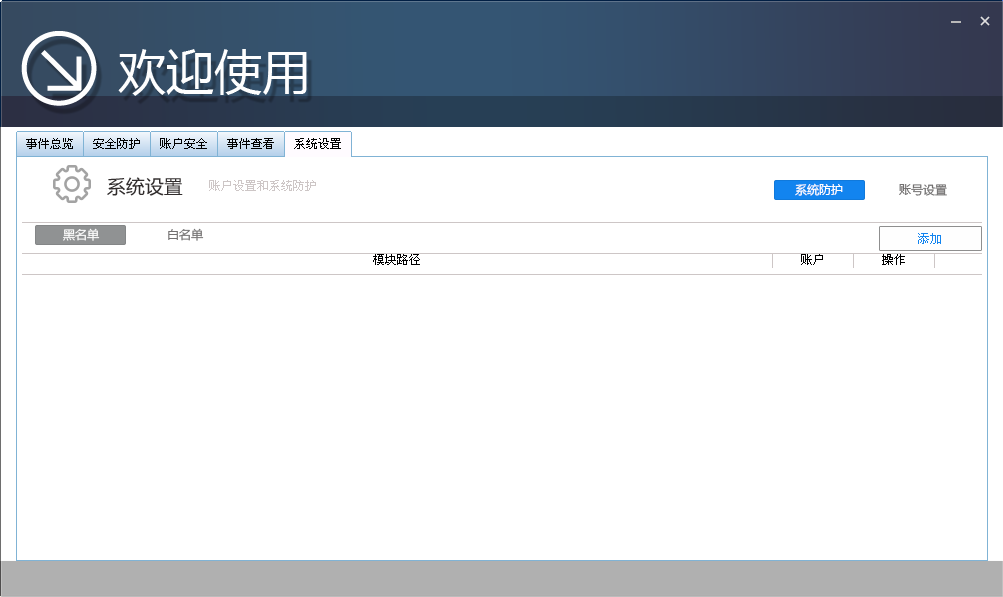 欢迎使用
事件总览 安全防护 账户安全 事件查看 系统设置
系统设置 账户设置和系统防护 系统防护 账号设置
黑名单 白名单 添加
模块路径 账户 操作